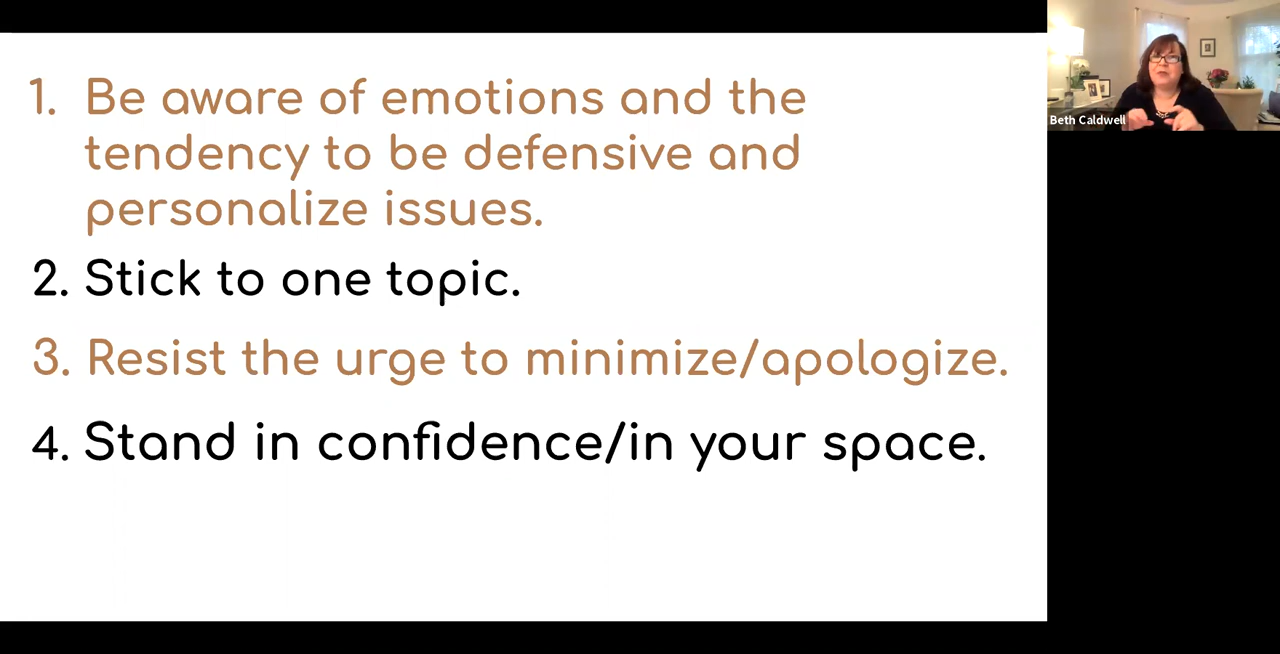 1. Be aware of emotions and the
tendency to be defensive and
personalize issues.
2. Stick to one topic.
3. Resist the urge to minimize/apologize.
4. Stand in confidence/in your space.
Beth Caldwell